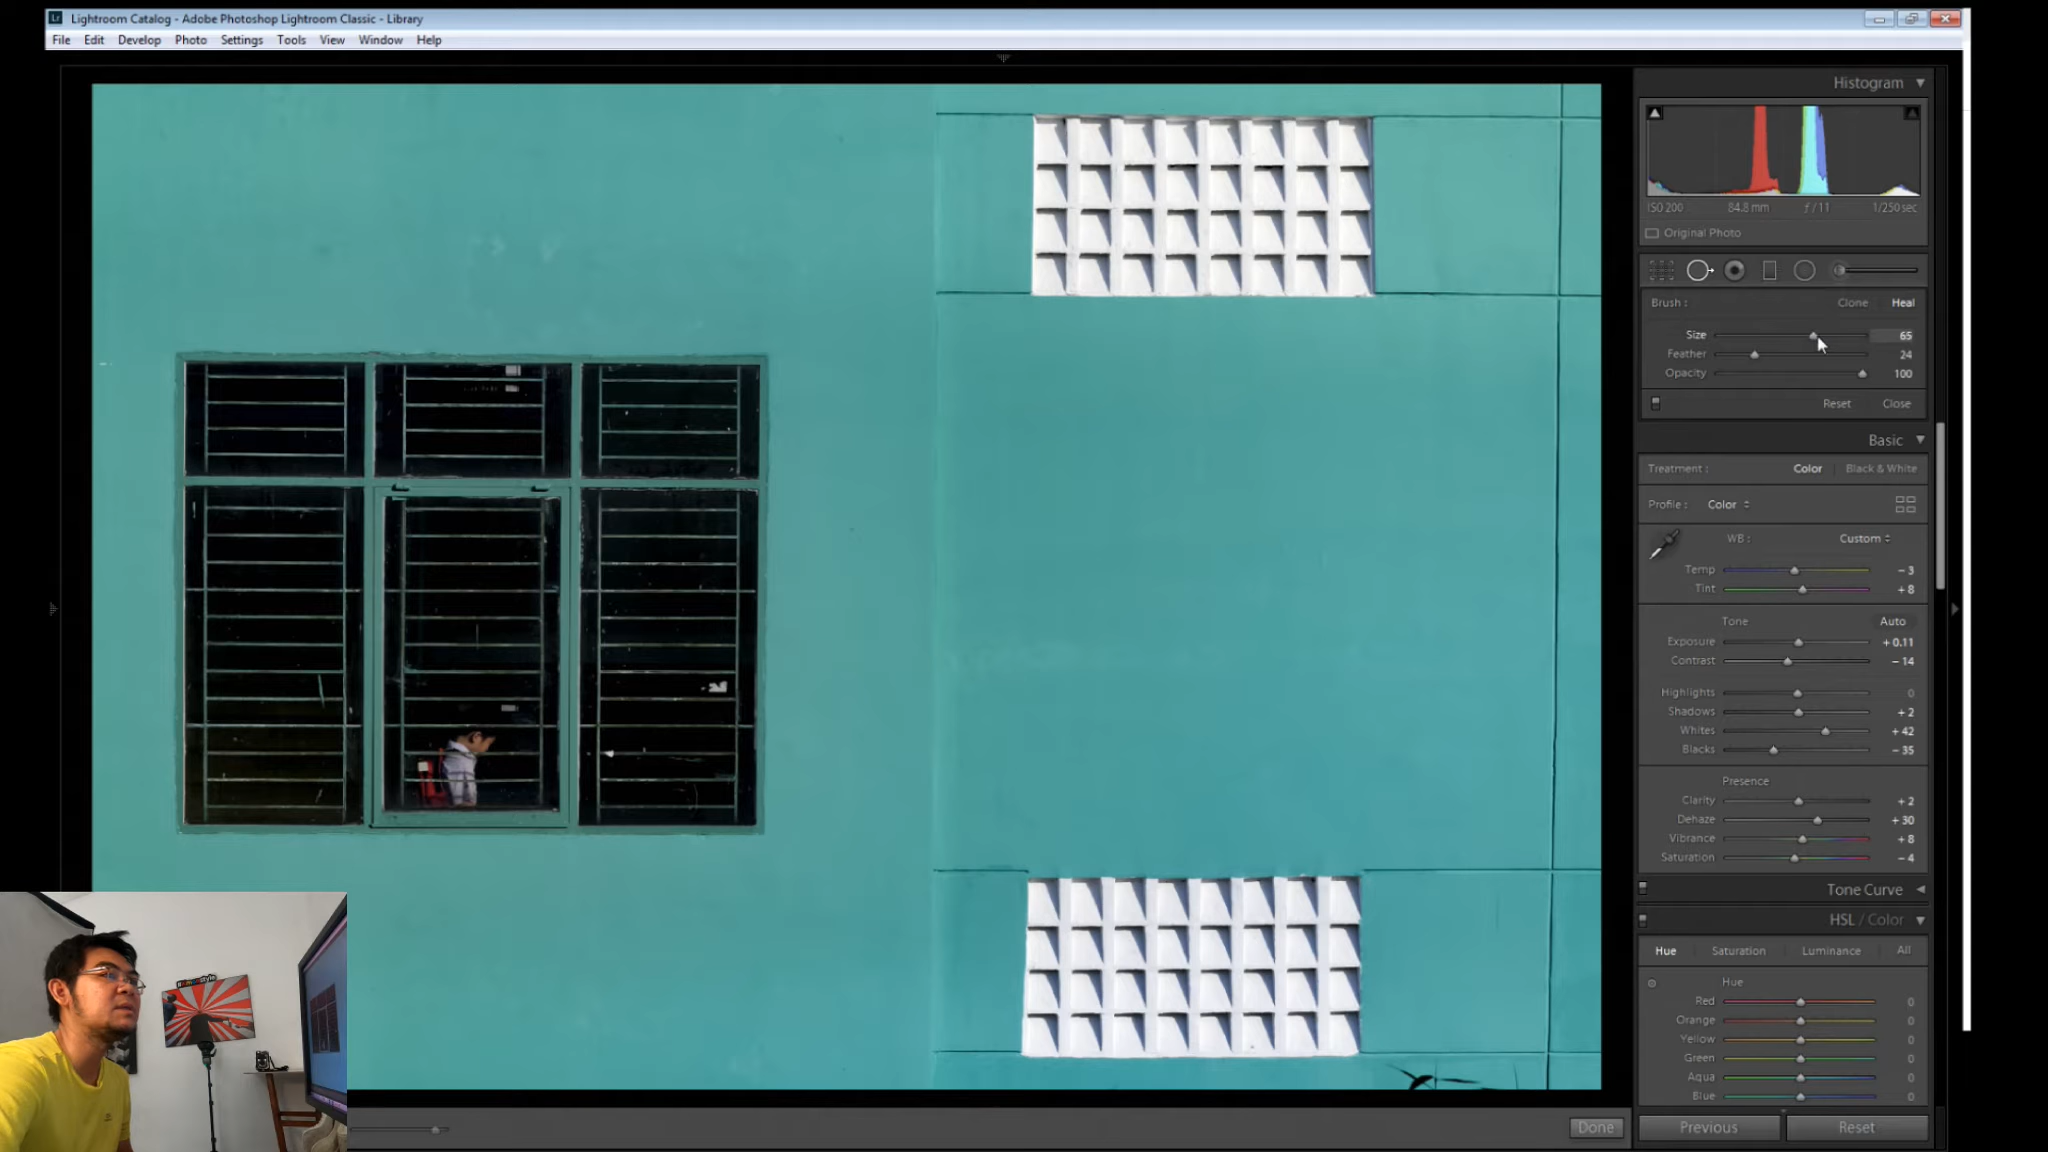 Lightroom Catalog - Adobe Photoshop Lightroom Classic - Library
File Edit Develop Photo Settings Tools View Window Help
Histogram
ISO 200 84.8 mm ƒ / 11 1/250 sec
Original Photo
Brush : Clone Heal
Size 65
Feather 24
Opacity 100
Reset Close
Basic
Treatment : Color Black & White
Profile : Color
WB : Custom
Temp – 3
Tint + 8
Tone Auto
Exposure + 0.11
Contrast – 14
Highlights 0
Shadows + 2
Whites + 42
Blacks – 35
Presence
Clarity + 2
Dehaze + 30
Vibrance + 8
Saturation – 4
Tone Curve
HSL / Color
Hue Saturation Luminance All
Hue
Red 0
Orange 0
Yellow 0
Green 0
Aqua 0
Blue 0
Done Previous Reset